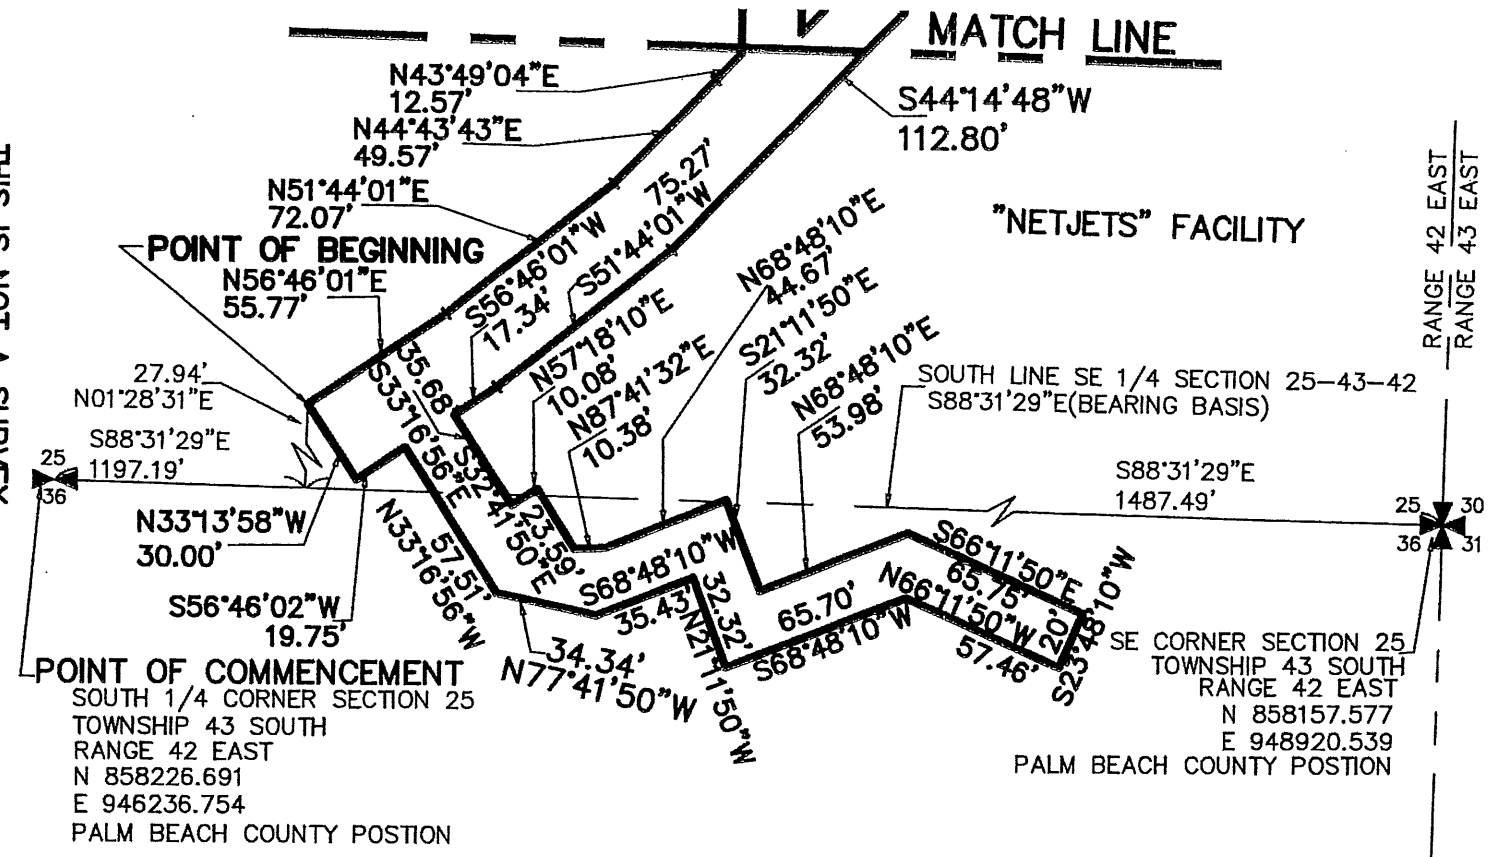 MATCH LINE
N43°49'04"E
12.57'
N44°43'43"E
49.57'
N51°44'01"E
72.07'
POINT OF BEGINNING
N56°46'01"E
55.77'
27.94'
N01°28'31"E
S88°31'29"E
1197.19'
25
36
N33°13'58"W
30.00'
S56°46'02"W
19.75'
POINT OF COMMENCEMENT
SOUTH 1/4 CORNER SECTION 25
TOWNSHIP 43 SOUTH
RANGE 42 EAST
N 858226.691
E 946236.754
PALM BEACH COUNTY POSTION
THIS IS NOT A SURVEY
S44°14'48"W
112.80'
75.27'
S51°44'01"W
S56°46'01"W
17.34'
35.68'
S33°16'56"E
S32°41'50"E
23.59'
N57°18'10"E
10.08'
N87°41'32"E
10.38'
N68°48'10"E
44.67'
S21°11'50"E
32.32'
N68°48'10"E
53.98'
N33°16'56"W
57.51'
34.34'
N77°41'50"W
S68°48'10"W
35.43'
32.32'
N21°11'50"W
65.70'
S68°48'10"W
S66°11'50"E
65.75'
N66°11'50"W
57.46'
20'
S23°48'10"W
"NETJETS" FACILITY
SOUTH LINE SE 1/4 SECTION 25-43-42
S88°31'29"E(BEARING BASIS)
S88°31'29"E
1487.49'
RANGE 42 EAST
RANGE 43 EAST
25
30
36
31
SE CORNER SECTION 25
TOWNSHIP 43 SOUTH
RANGE 42 EAST
N 858157.577
E 948920.539
PALM BEACH COUNTY POSTION